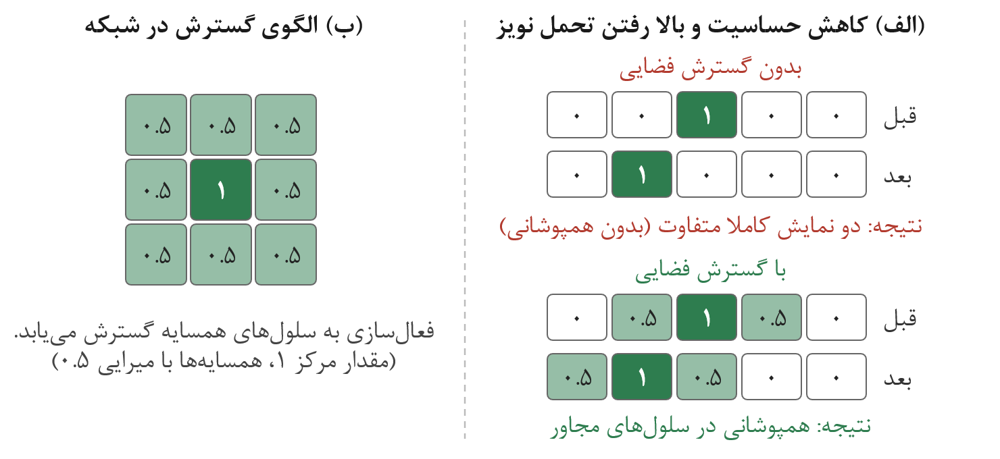 (الف) کاهش حساسیت و بالا رفتن تحمل نویز
بدون گسترش فضایی
قبل ۰ ۰ ۱ ۰ ۰
بعد ۰ ۰ ۰ ۱ ۰
نتیجه: دو نمایش کاملا متفاوت (بدون همپوشانی)
با گسترش فضایی
قبل ۰ ۰.۵ ۱ ۰.۵ ۰
بعد ۰ ۰ ۰.۵ ۱ ۰.۵
نتیجه: همپوشانی در سلول‌های مجاور
(ب) الگوی گسترش در شبکه
۰.۵ ۰.۵ ۰.۵
۰.۵ ۱ ۰.۵
۰.۵ ۰.۵ ۰.۵
فعال‌سازی به سلول‌های همسایه گسترش می‌یابد.
(مقدار مرکز ۱، همسایه‌ها با میرایی ۰.۵)